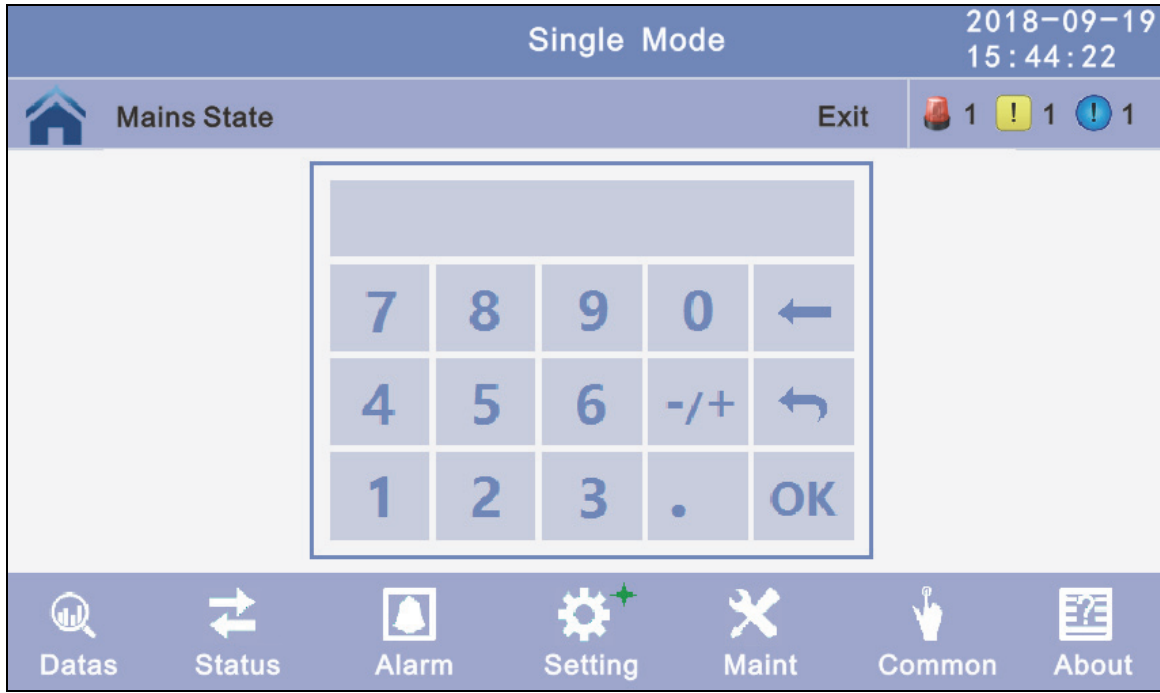 Single Mode
2018-09-19
15:44:22
Mains State
Exit
1
! 1
! 1
7 8 9 0 ←
4 5 6 -/+
1 2 3 . OK
Datas Status Alarm Setting Maint Common About